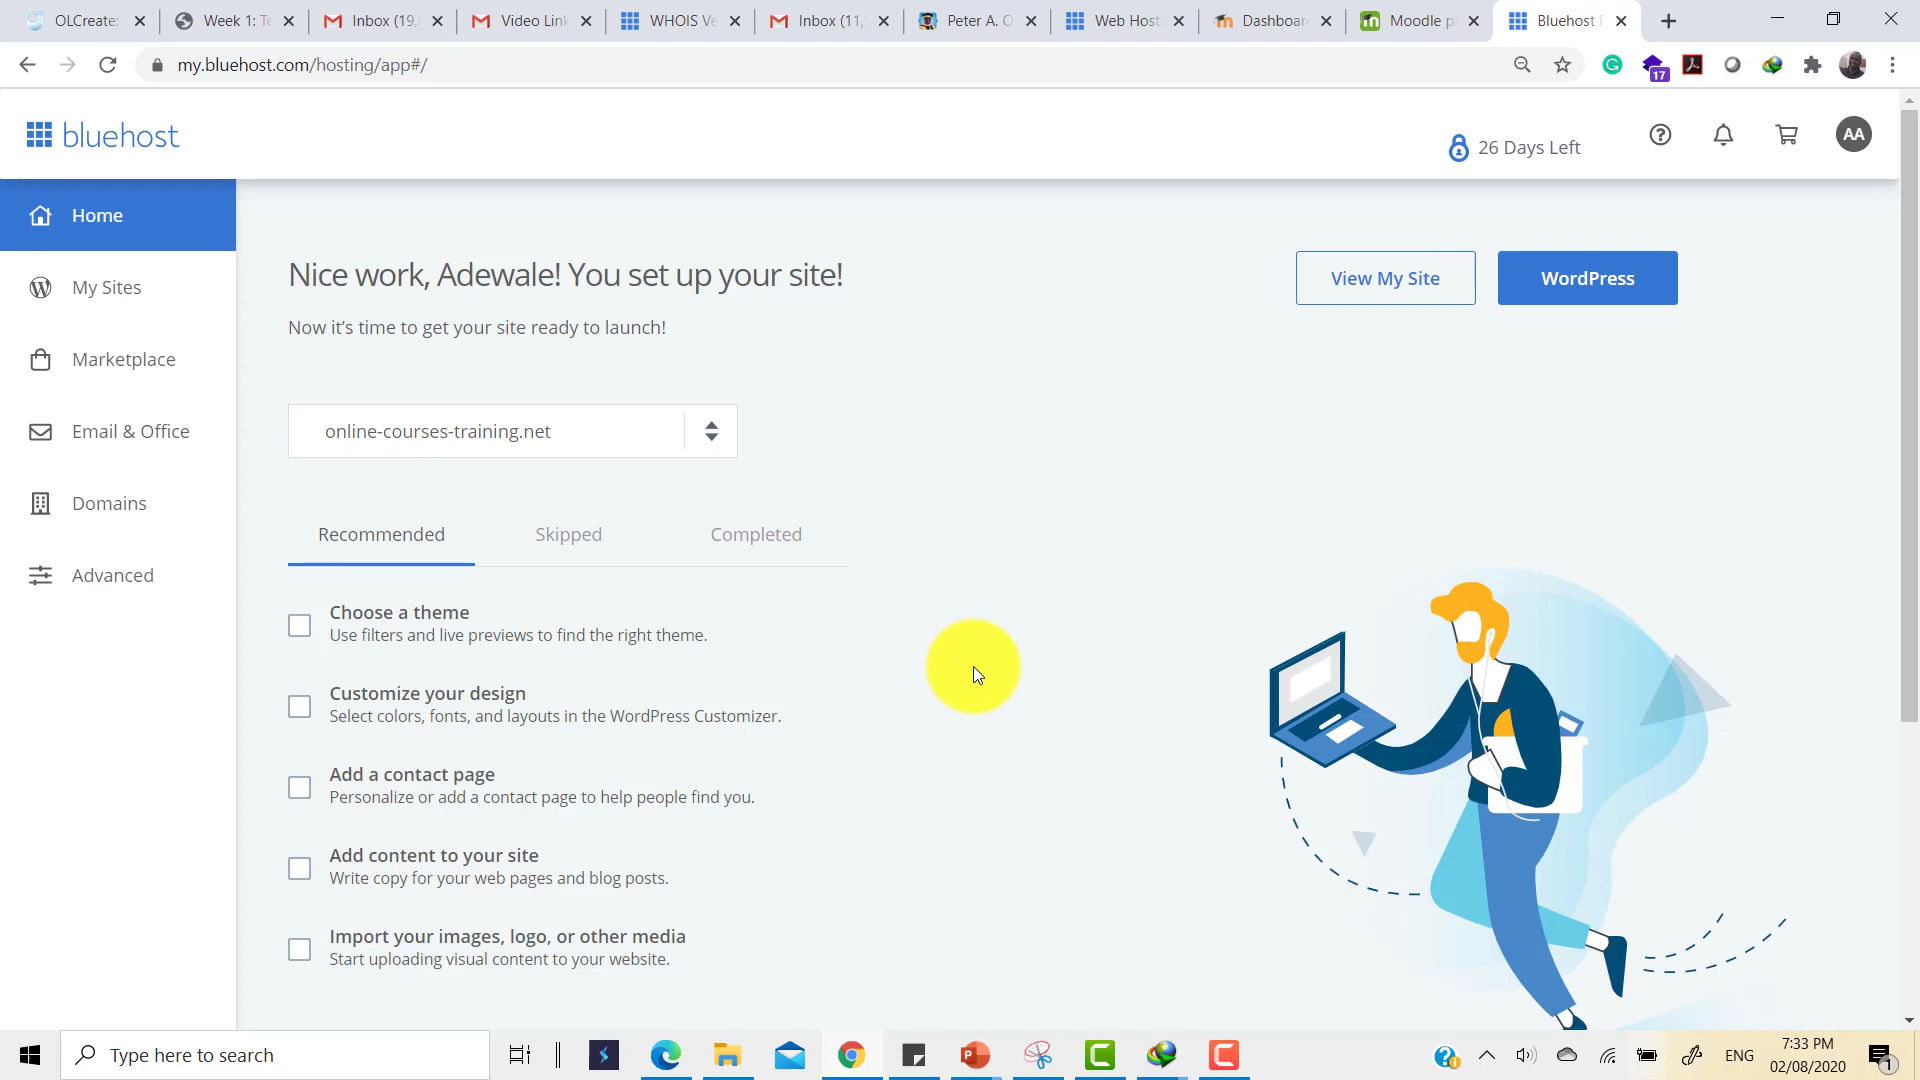 OLCreate:
Week 1: Te
Inbox (19,
Video Link
WHOIS Ve
Inbox (11,
Peter A. O
Web Host
Dashboar
Moodle p
Bluehost P
my.bluehost.com/hosting/app#/
17
bluehost
26 Days Left
AA
Home
My Sites
Marketplace
Email & Office
Domains
Advanced
Nice work, Adewale! You set up your site!
Now it's time to get your site ready to launch!
View My Site
WordPress
online-courses-training.net
Recommended
Skipped
Completed
Choose a theme
Use filters and live previews to find the right theme.
Customize your design
Select colors, fonts, and layouts in the WordPress Customizer.
Add a contact page
Personalize or add a contact page to help people find you.
Add content to your site
Write copy for your web pages and blog posts.
Import your images, logo, or other media
Start uploading visual content to your website.
Type here to search
ENG
7:33 PM
02/08/2020
1